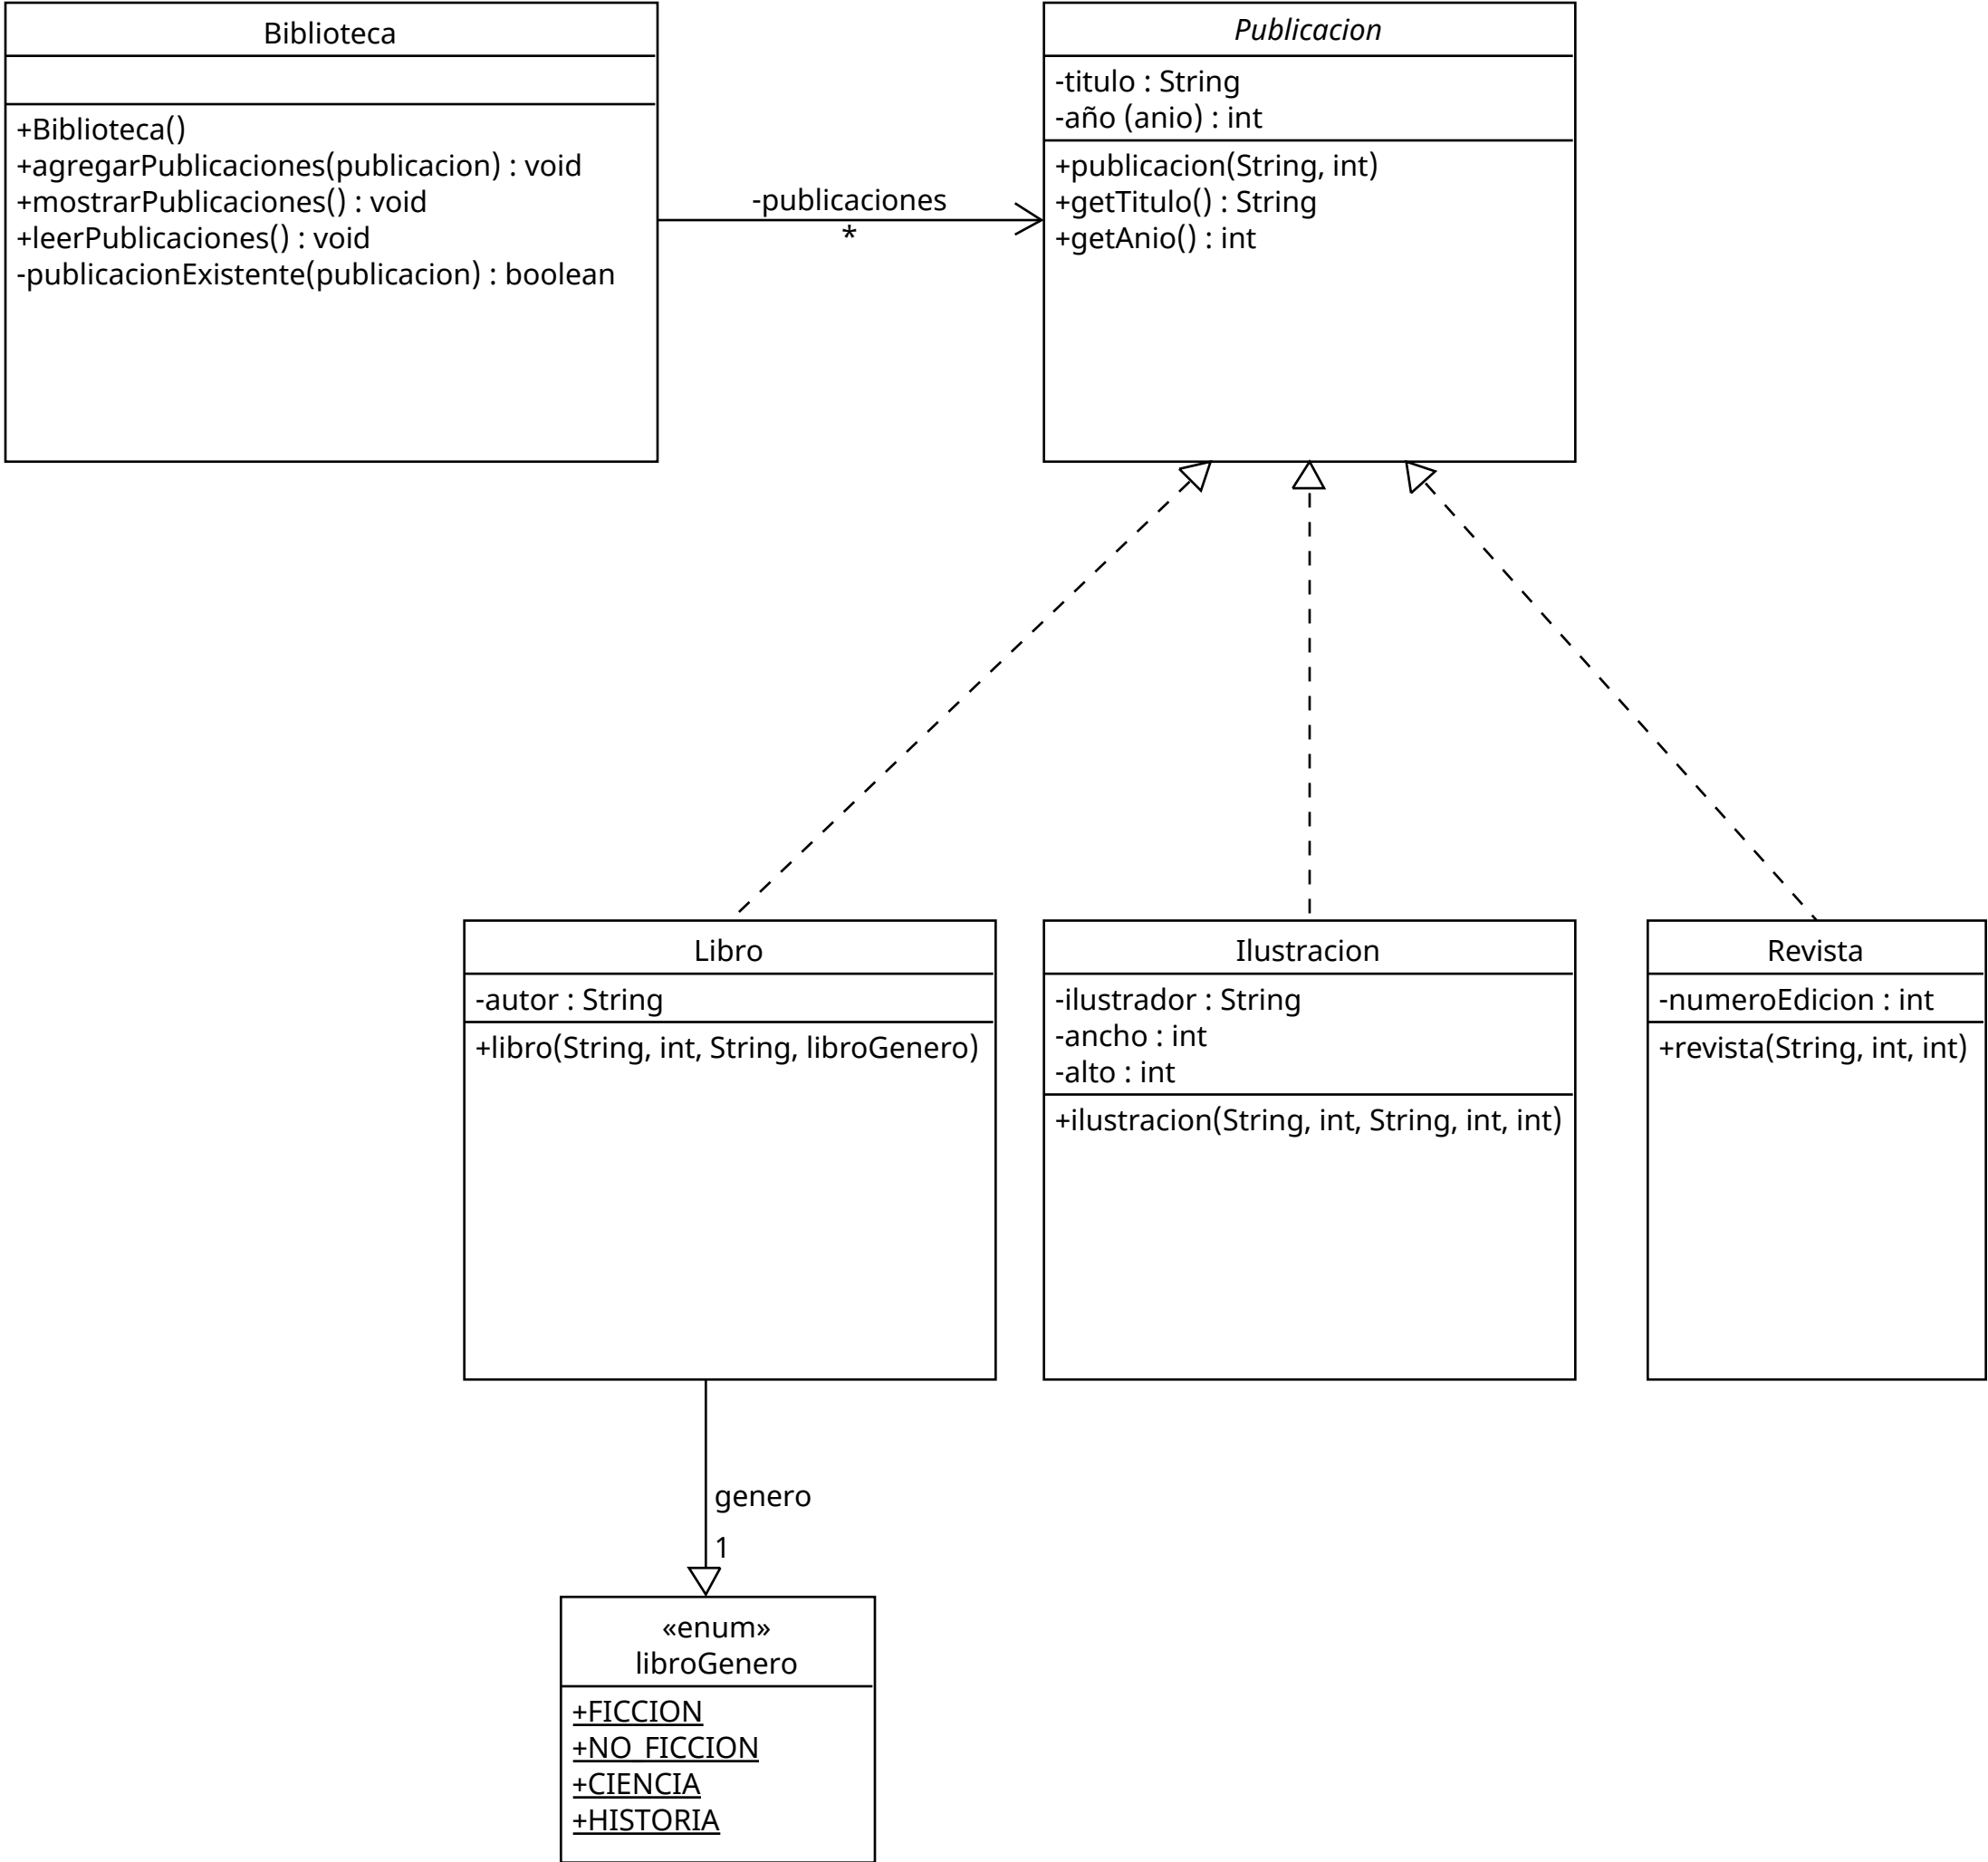 Biblioteca
+Biblioteca()
+agregarPublicaciones(publicacion) : void
+mostrarPublicaciones() : void
+leerPublicaciones() : void
-publicacionExistente(publicacion) : boolean
-publicaciones
*
Publicacion
-titulo : String
-año (anio) : int
+publicacion(String, int)
+getTitulo() : String
+getAnio() : int
Libro
-autor : String
+libro(String, int, String, libroGenero)
Ilustracion
-ilustrador : String
-ancho : int
-alto : int
+ilustracion(String, int, String, int, int)
Revista
-numeroEdicion : int
+revista(String, int, int)
genero
1
«enum»
libroGenero
+FICCION
+NO_FICCION
+CIENCIA
+HISTORIA